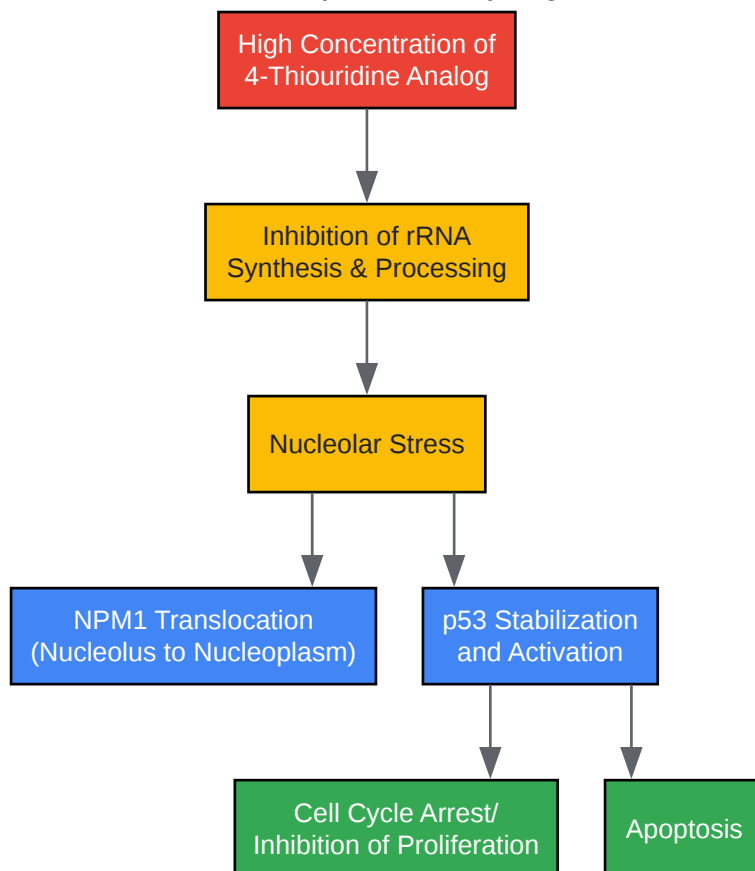 High Concentration of
4-Thiouridine Analog
Inhibition of rRNA
Synthesis & Processing
Nucleolar Stress
NPM1 Translocation
(Nucleolus to Nucleoplasm)
p53 Stabilization
and Activation
Cell Cycle Arrest/
Inhibition of Proliferation
Apoptosis